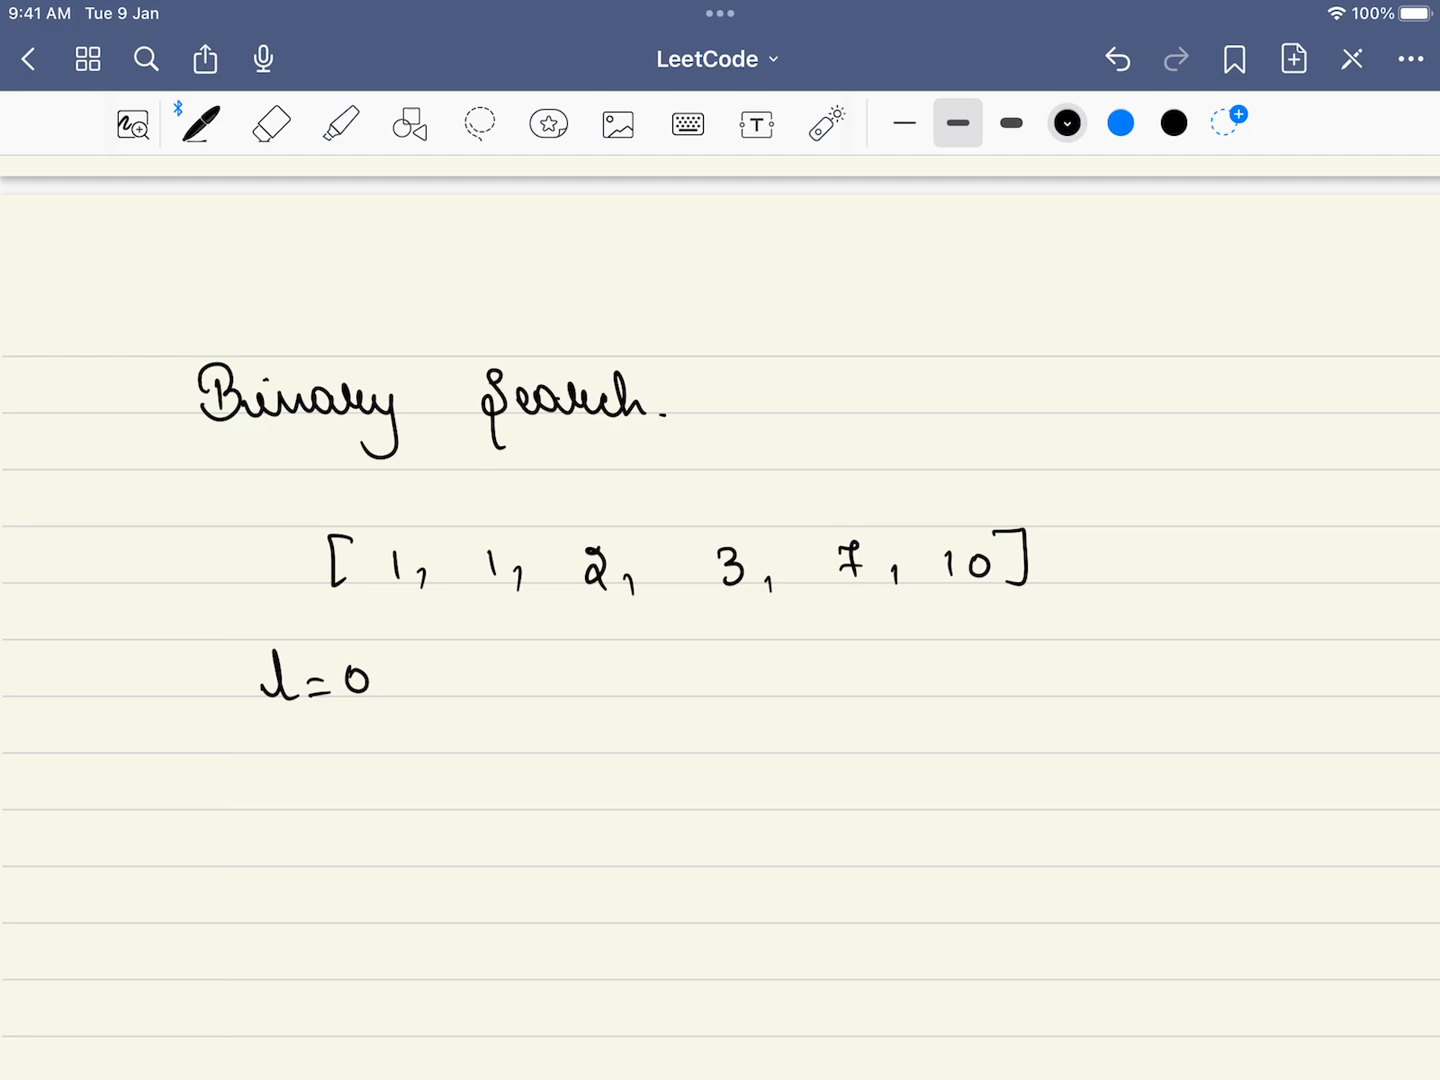 9:41 AM Tue 9 Jan 100%
LeetCode
T
Binary Search.
[ 1, 1, 2, 3, 7, 10]
l=0